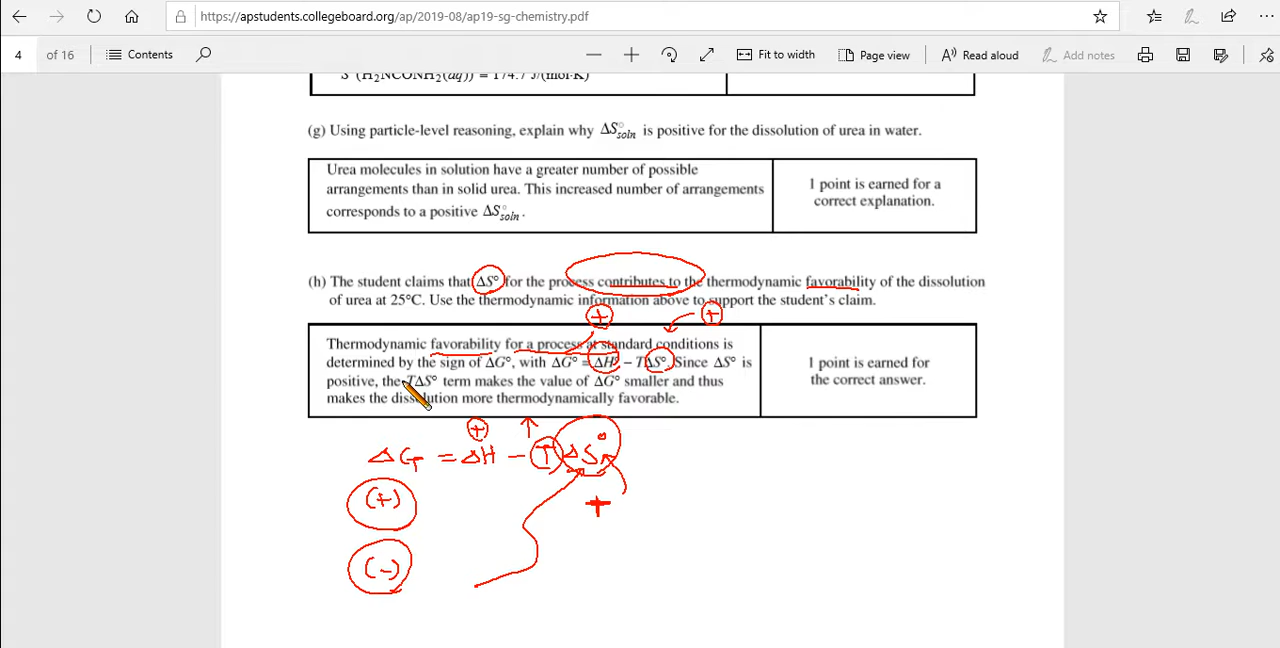 https://apstudents.collegeboard.org/ap/2019-08/ap19-sg-chemistry.pdf
4 of 16 Contents Fit to width Page view Read aloud Add notes
S°(H₂NCONH₂(aq)) = 174.7 J/(mol·K)
(g) Using particle-level reasoning, explain why ΔS°soln is positive for the dissolution of urea in water.
Urea molecules in solution have a greater number of possible
arrangements than in solid urea. This increased number of arrangements
corresponds to a positive ΔS°soln.
1 point is earned for a
correct explanation.
(h) The student claims that ΔS° for the process contributes to the thermodynamic favorability of the dissolution
of urea at 25°C. Use the thermodynamic information above to support the student's claim.
+ +
Thermodynamic favorability for a process at standard conditions is
determined by the sign of ΔG°, with ΔG° = ΔH° − TΔS°. Since ΔS° is
positive, the TΔS° term makes the value of ΔG° smaller and thus
makes the dissolution more thermodynamically favorable.
1 point is earned for
the correct answer.
+ ↑
ΔG = ΔH − TΔS°
(+) +
(-)